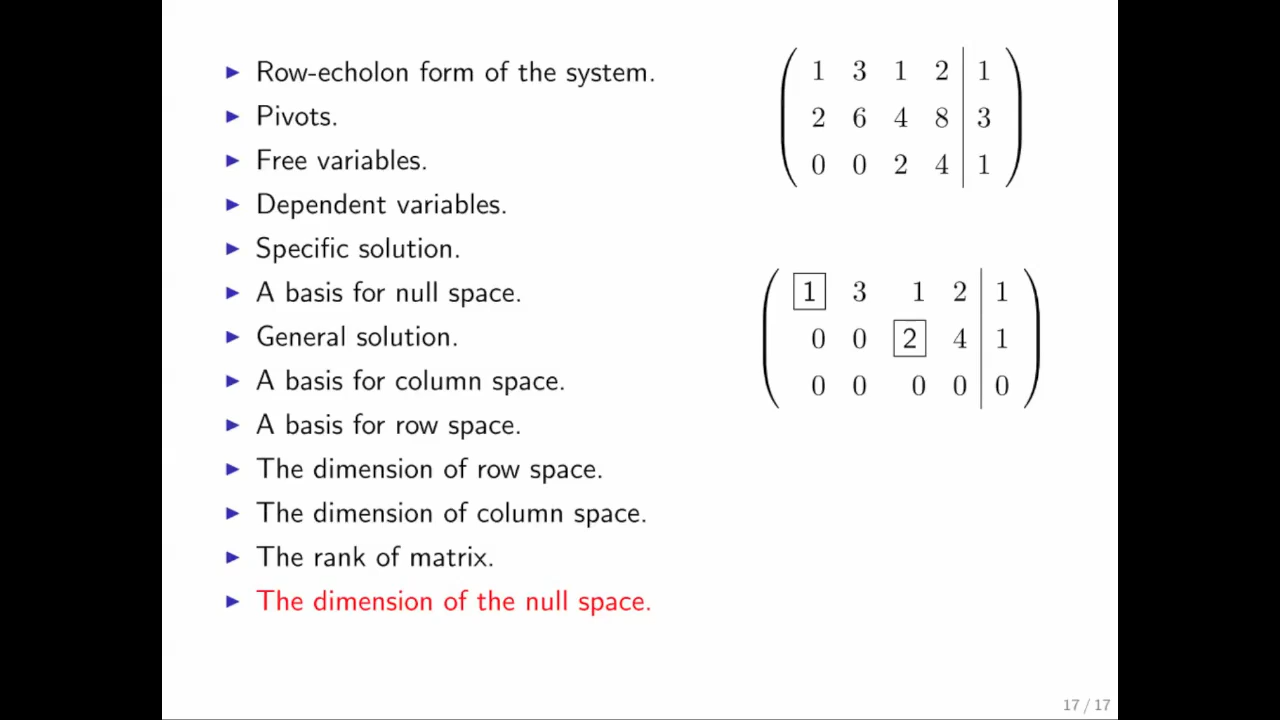 Row-echolon form of the system.
Pivots.
Free variables.
Dependent variables.
Specific solution.
A basis for null space.
General solution.
A basis for column space.
A basis for row space.
The dimension of row space.
The dimension of column space.
The rank of matrix.
The dimension of the null space.
1 3 1 2 1
2 6 4 8 3
0 0 2 4 1
1 3 1 2 1
0 0 2 4 1
0 0 0 0 0
17 / 17